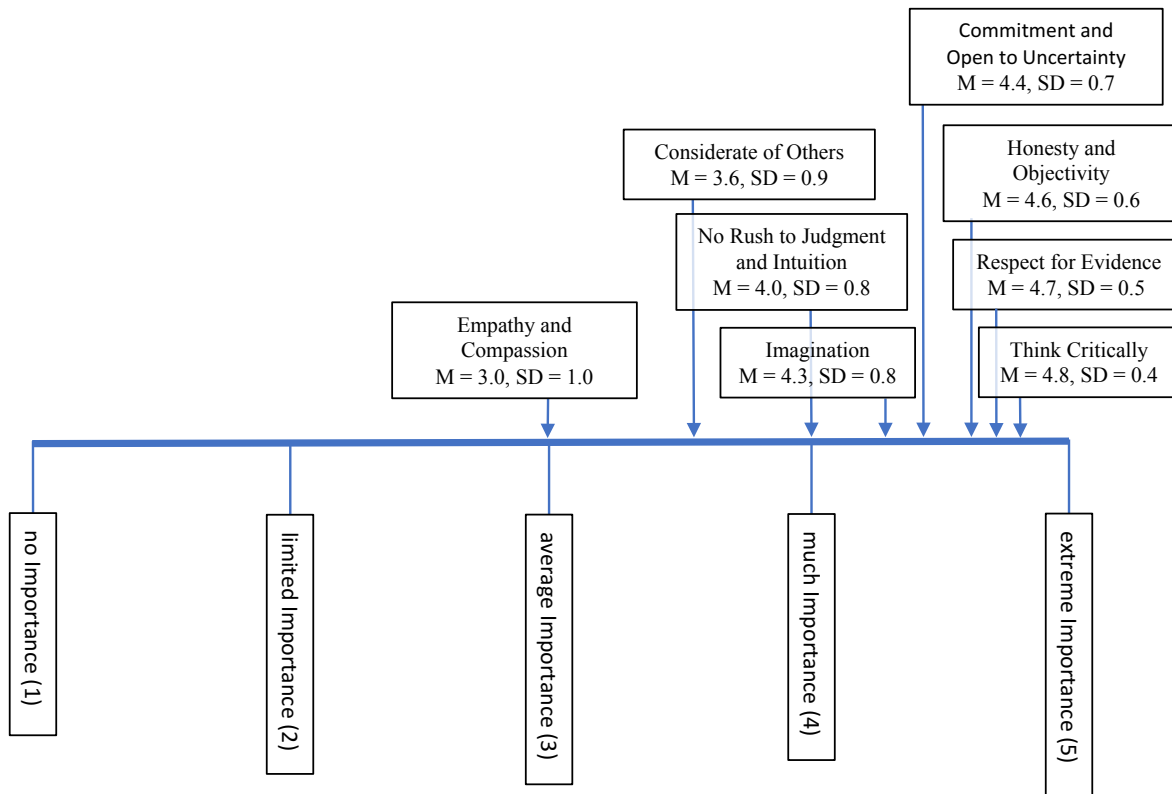 Commitment and
Open to Uncertainty
M = 4.4, SD = 0.7
Considerate of Others
M = 3.6, SD = 0.9
Honesty and
Objectivity
M = 4.6, SD = 0.6
No Rush to Judgment
and Intuition
M = 4.0, SD = 0.8
Respect for Evidence
M = 4.7, SD = 0.5
Empathy and
Compassion
M = 3.0, SD = 1.0
Imagination
M = 4.3, SD = 0.8
Think Critically
M = 4.8, SD = 0.4
no Importance (1)
limited Importance (2)
average Importance (3)
much Importance (4)
extreme Importance (5)